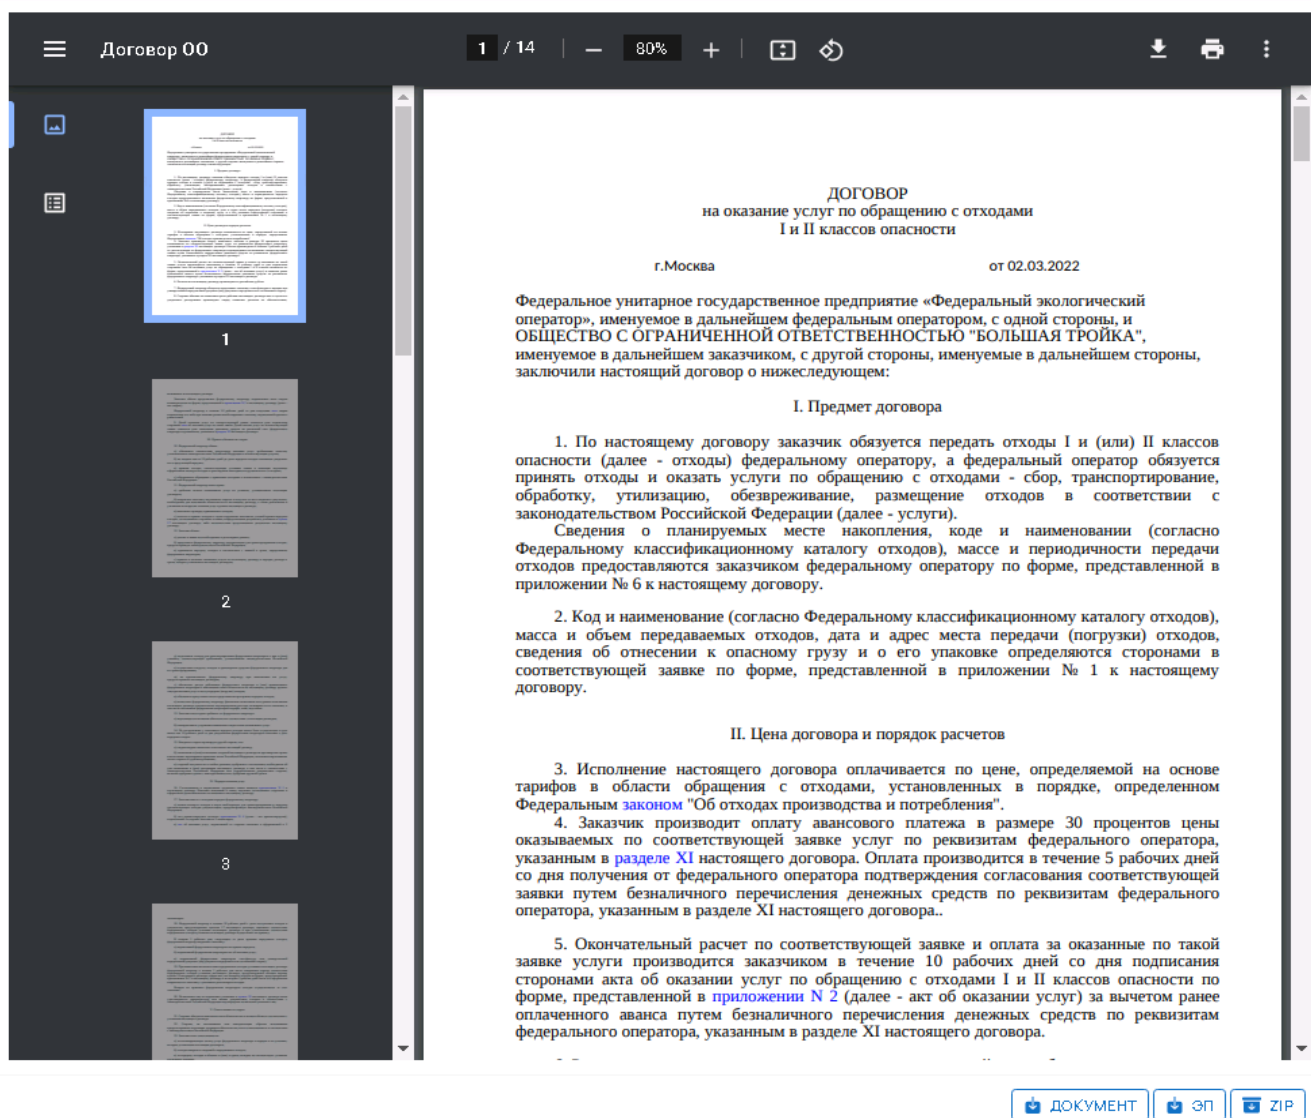 Договор ОО
1 / 14
80%
1
2
3
ДОГОВОР
на оказание услуг по обращению с отходами
I и II классов опасности
г.Москва от 02.03.2022
Федеральное унитарное государственное предприятие «Федеральный экологический
оператор», именуемое в дальнейшем федеральным оператором, с одной стороны, и
ОБЩЕСТВО С ОГРАНИЧЕННОЙ ОТВЕТСТВЕННОСТЬЮ "БОЛЬШАЯ ТРОЙКА",
именуемое в дальнейшем заказчиком, с другой стороны, именуемые в дальнейшем стороны,
заключили настоящий договор о нижеследующем:
I. Предмет договора
1. По настоящему договору заказчик обязуется передать отходы I и (или) II классов
опасности (далее - отходы) федеральному оператору, а федеральный оператор обязуется
принять отходы и оказать услуги по обращению с отходами - сбор, транспортирование,
обработку, утилизацию, обезвреживание, размещение отходов в соответствии с
законодательством Российской Федерации (далее - услуги).
Сведения о планируемых месте накопления, коде и наименовании (согласно
Федеральному классификационному каталогу отходов), массе и периодичности передачи
отходов предоставляются заказчиком федеральному оператору по форме, представленной в
приложении № 6 к настоящему договору.
2. Код и наименование (согласно Федеральному классификационному каталогу отходов),
масса и объем передаваемых отходов, дата и адрес места передачи (погрузки) отходов,
сведения об отнесении к опасному грузу и о его упаковке определяются сторонами в
соответствующей заявке по форме, представленной в приложении № 1 к настоящему
договору.
II. Цена договора и порядок расчетов
3. Исполнение настоящего договора оплачивается по цене, определяемой на основе
тарифов в области обращения с отходами, установленных в порядке, определенном
Федеральным законом "Об отходах производства и потребления".
4. Заказчик производит оплату авансового платежа в размере 30 процентов цены
оказываемых по соответствующей заявке услуг по реквизитам федерального оператора,
указанным в разделе XI настоящего договора. Оплата производится в течение 5 рабочих дней
со дня получения от федерального оператора подтверждения согласования соответствующей
заявки путем безналичного перечисления денежных средств по реквизитам федерального
оператора, указанным в разделе XI настоящего договора..
5. Окончательный расчет по соответствующей заявке и оплата за оказанные по такой
заявке услуги производится заказчиком в течение 10 рабочих дней со дня подписания
сторонами акта об оказании услуг по обращению с отходами I и II классов опасности по
форме, представленной в приложении N 2 (далее - акт об оказании услуг) за вычетом ранее
оплаченного аванса путем безналичного перечисления денежных средств по реквизитам
федерального оператора, указанным в разделе XI настоящего договора.
ДОКУМЕНТ ЭП ZIP